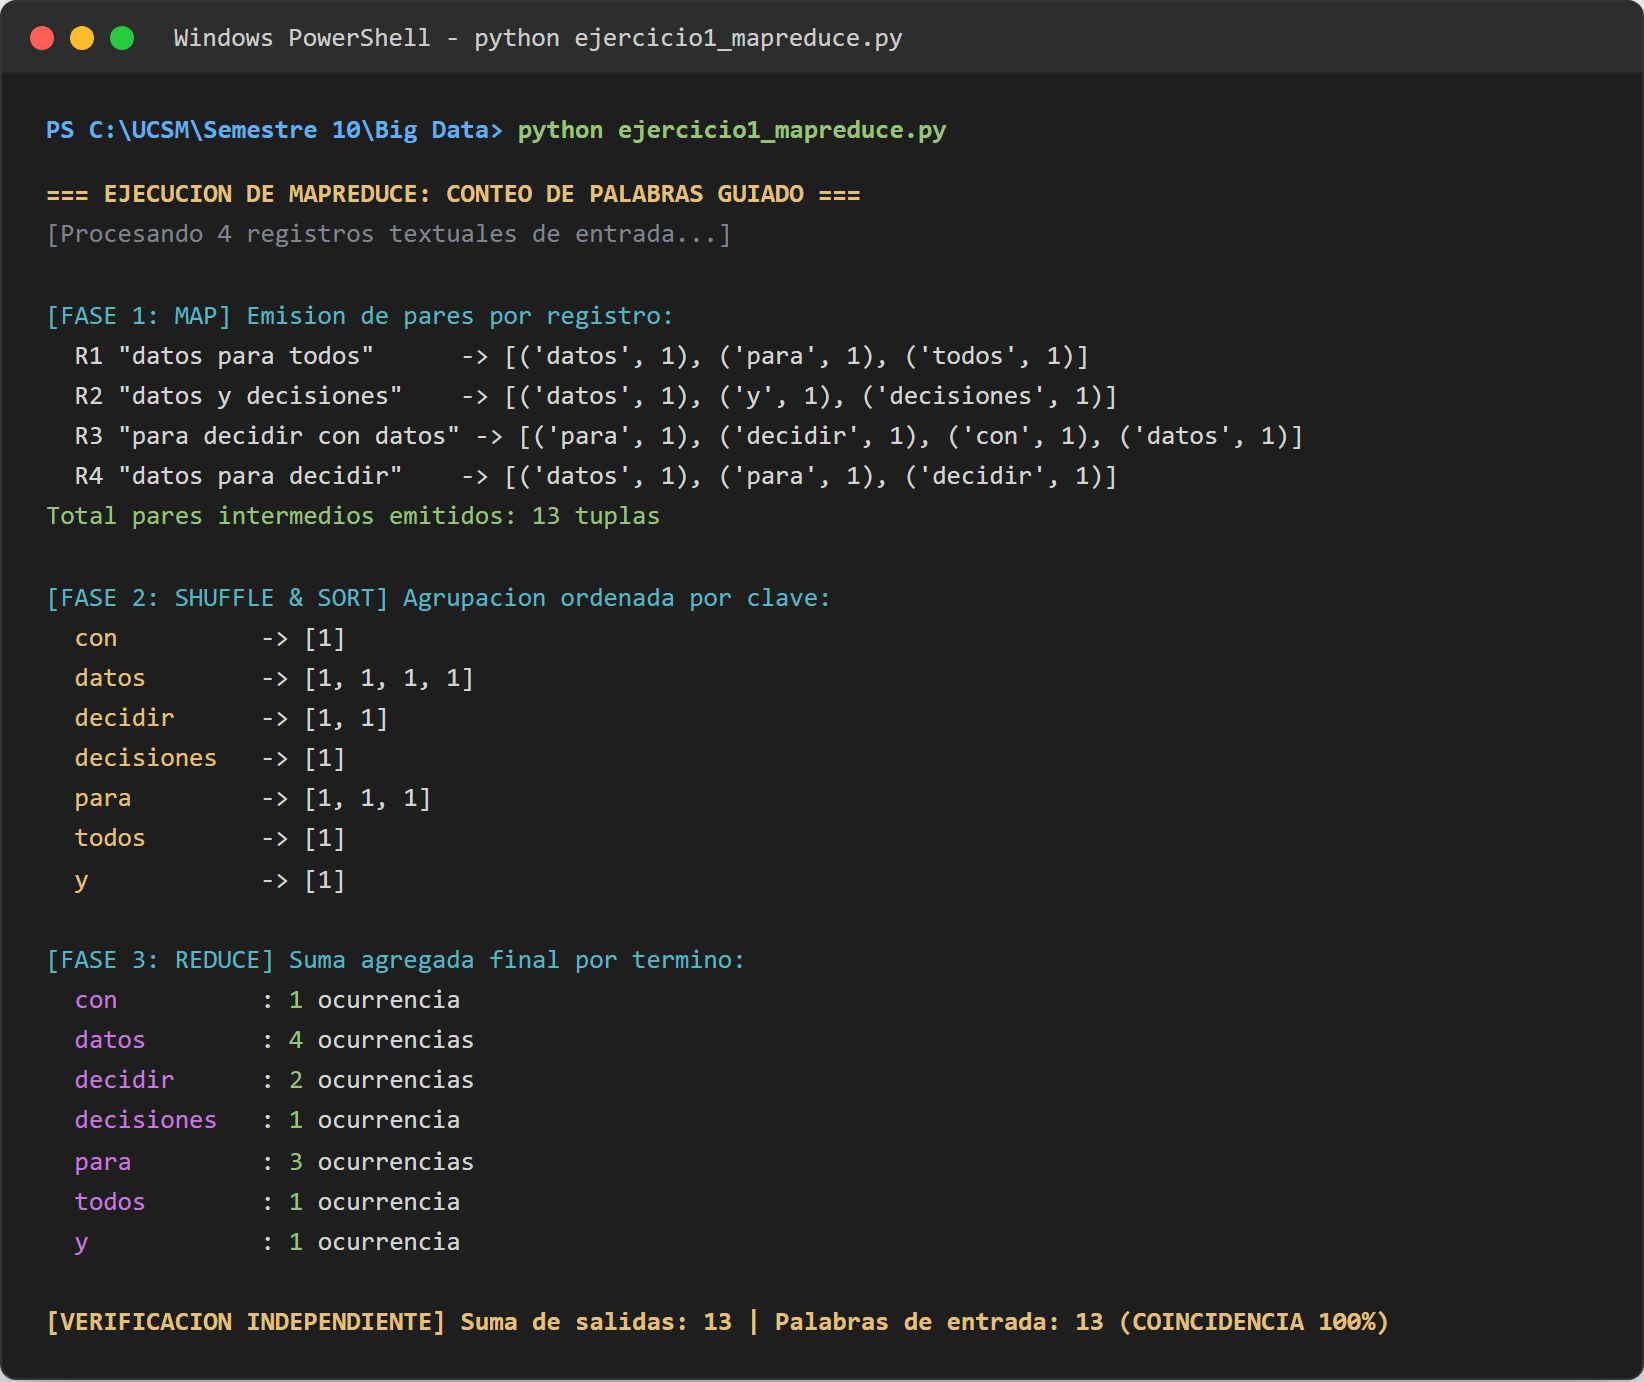 Windows PowerShell - python ejercicio1_mapreduce.py
PS C:\UCSM\Semestre 10\Big Data> python ejercicio1_mapreduce.py
=== EJECUCION DE MAPREDUCE: CONTEO DE PALABRAS GUIADO ===
[Procesando 4 registros textuales de entrada...]
[FASE 1: MAP] Emision de pares por registro:
R1 "datos para todos" -> [('datos', 1), ('para', 1), ('todos', 1)]
R2 "datos y decisiones" -> [('datos', 1), ('y', 1), ('decisiones', 1)]
R3 "para decidir con datos" -> [('para', 1), ('decidir', 1), ('con', 1), ('datos', 1)]
R4 "datos para decidir" -> [('datos', 1), ('para', 1), ('decidir', 1)]
Total pares intermedios emitidos: 13 tuplas
[FASE 2: SHUFFLE & SORT] Agrupacion ordenada por clave:
con -> [1]
datos -> [1, 1, 1, 1]
decidir -> [1, 1]
decisiones -> [1]
para -> [1, 1, 1]
todos -> [1]
y -> [1]
[FASE 3: REDUCE] Suma agregada final por termino:
con : 1 ocurrencia
datos : 4 ocurrencias
decidir : 2 ocurrencias
decisiones : 1 ocurrencia
para : 3 ocurrencias
todos : 1 ocurrencia
y : 1 ocurrencia
[VERIFICACION INDEPENDIENTE] Suma de salidas: 13 | Palabras de entrada: 13 (COINCIDENCIA 100%)